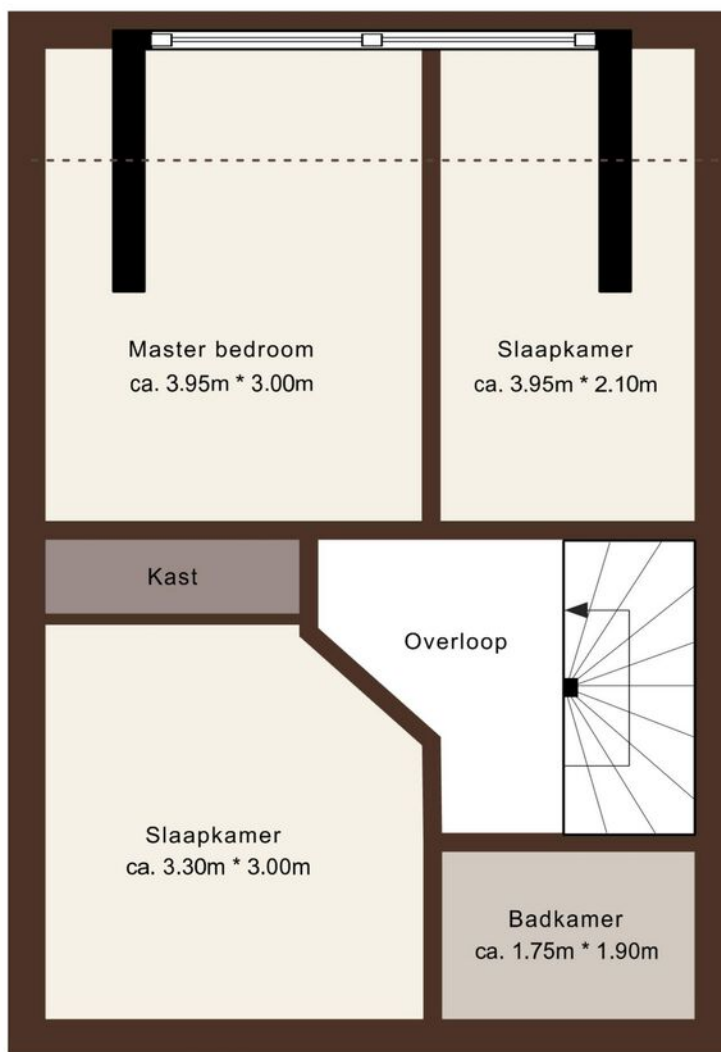 Master bedroom
ca. 3.95m * 3.00m
Slaapkamer
ca. 3.95m * 2.10m
Kast
Overloop
Slaapkamer
ca. 3.30m * 3.00m
Badkamer
ca. 1.75m * 1.90m